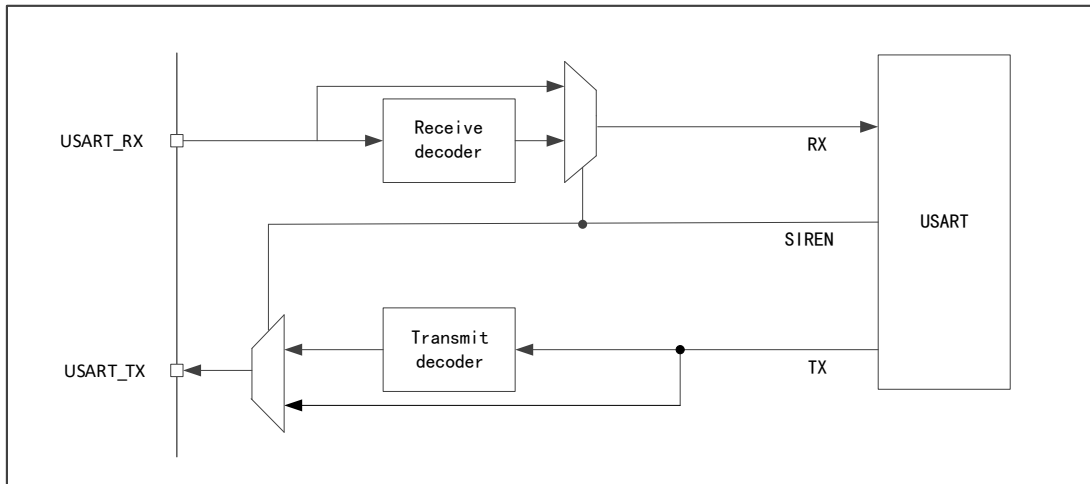 USART_RX
Receive
decoder
RX
SIREN
USART
USART_TX
Transmit
decoder
TX